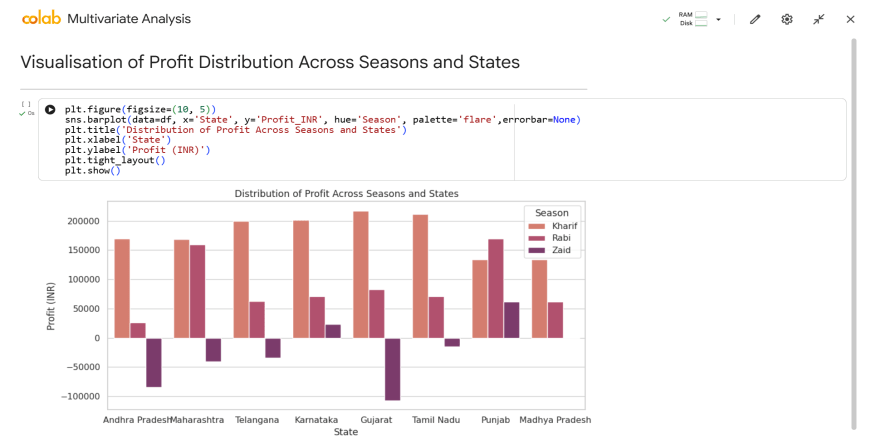 colab Multivariate Analysis
RAM
Disk
Visualisation of Profit Distribution Across Seasons and States
[ ]
0s
plt.figure(figsize=(10, 5))
sns.barplot(data=df, x='State', y='Profit_INR', hue='Season', palette='flare',errorbar=None)
plt.title('Distribution of Profit Across Seasons and States')
plt.xlabel('State')
plt.ylabel('Profit (INR)')
plt.tight_layout()
plt.show()
Distribution of Profit Across Seasons and States
Season
Kharif
Rabi
Zaid
200000
150000
100000
50000
0
−50000
−100000
Profit (INR)
Andhra Pradesh Maharashtra Telangana Karnataka Gujarat Tamil Nadu Punjab Madhya Pradesh
State